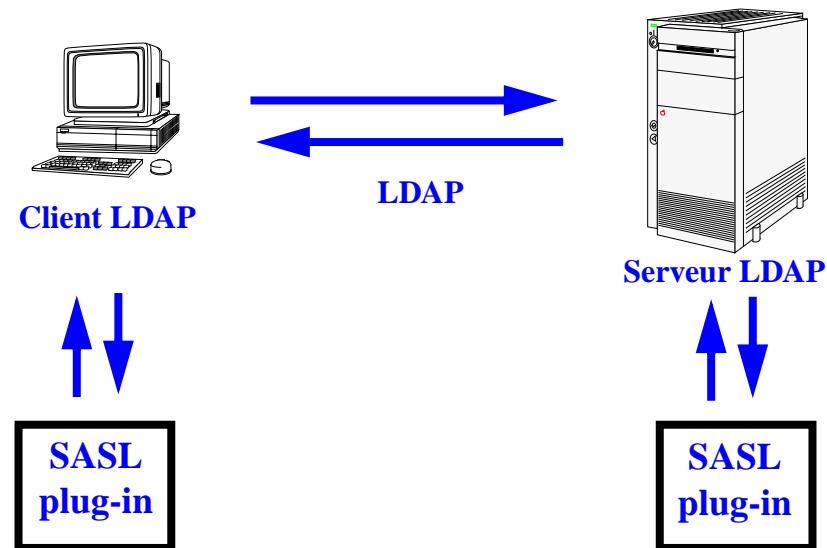 LDAP
Client LDAP
Serveur LDAP
SASL
plug-in
SASL
plug-in